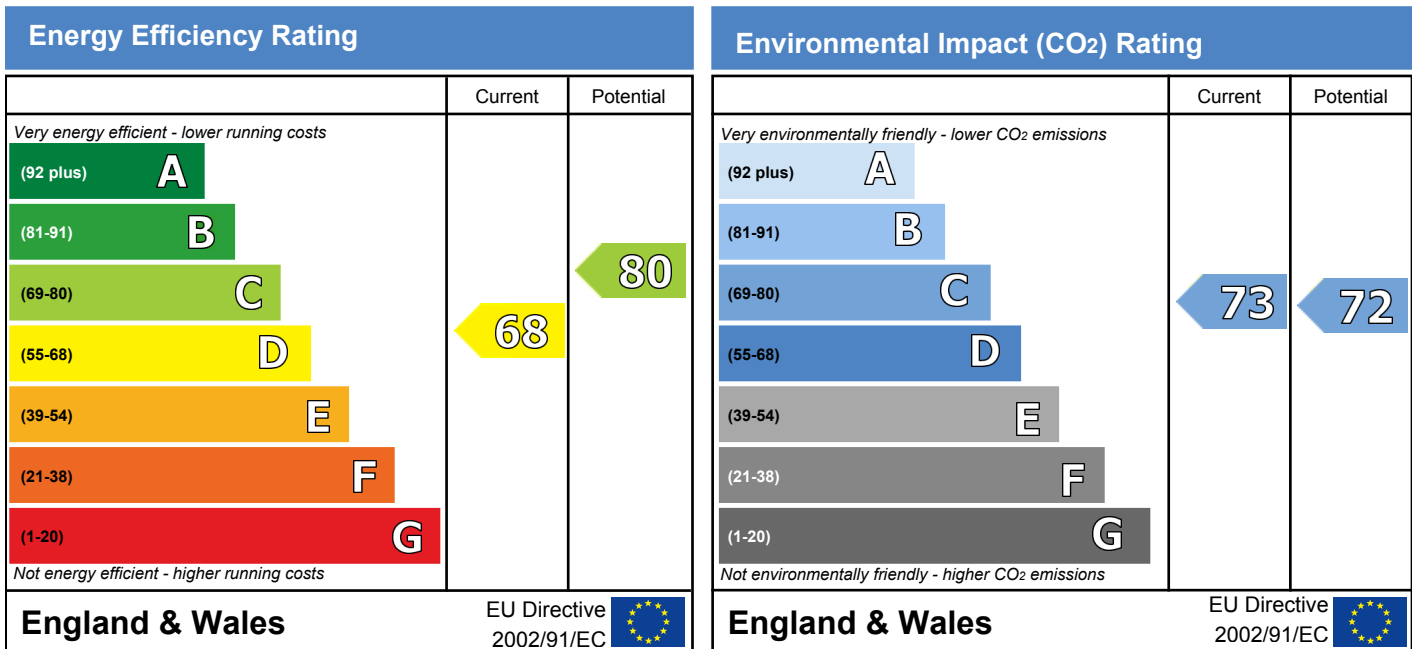 Energy Efficiency Rating
Current Potential
Very energy efficient - lower running costs
(92 plus) A
(81-91) B
(69-80) C
80
(55-68) D
68
(39-54) E
(21-38) F
(1-20) G
Not energy efficient - higher running costs
England & Wales
EU Directive
2002/91/EC
Environmental Impact (CO2) Rating
Current Potential
Very environmentally friendly - lower CO2 emissions
(92 plus) A
(81-91) B
(69-80) C
73 72
(55-68) D
(39-54) E
(21-38) F
(1-20) G
Not environmentally friendly - higher CO2 emissions
England & Wales
EU Directive
2002/91/EC